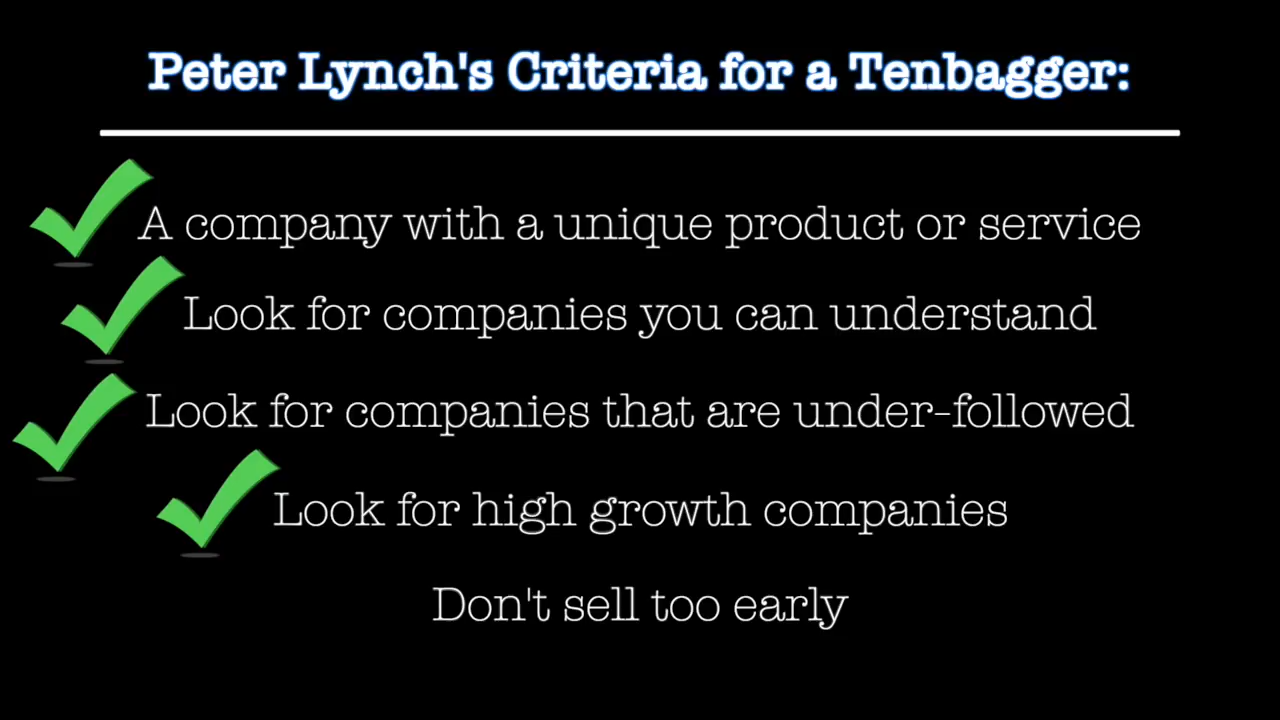 Peter Lynch's Criteria for a Tenbagger:
A company with a unique product or service
Look for companies you can understand
Look for companies that are under-followed
Look for high growth companies
Don't sell too early